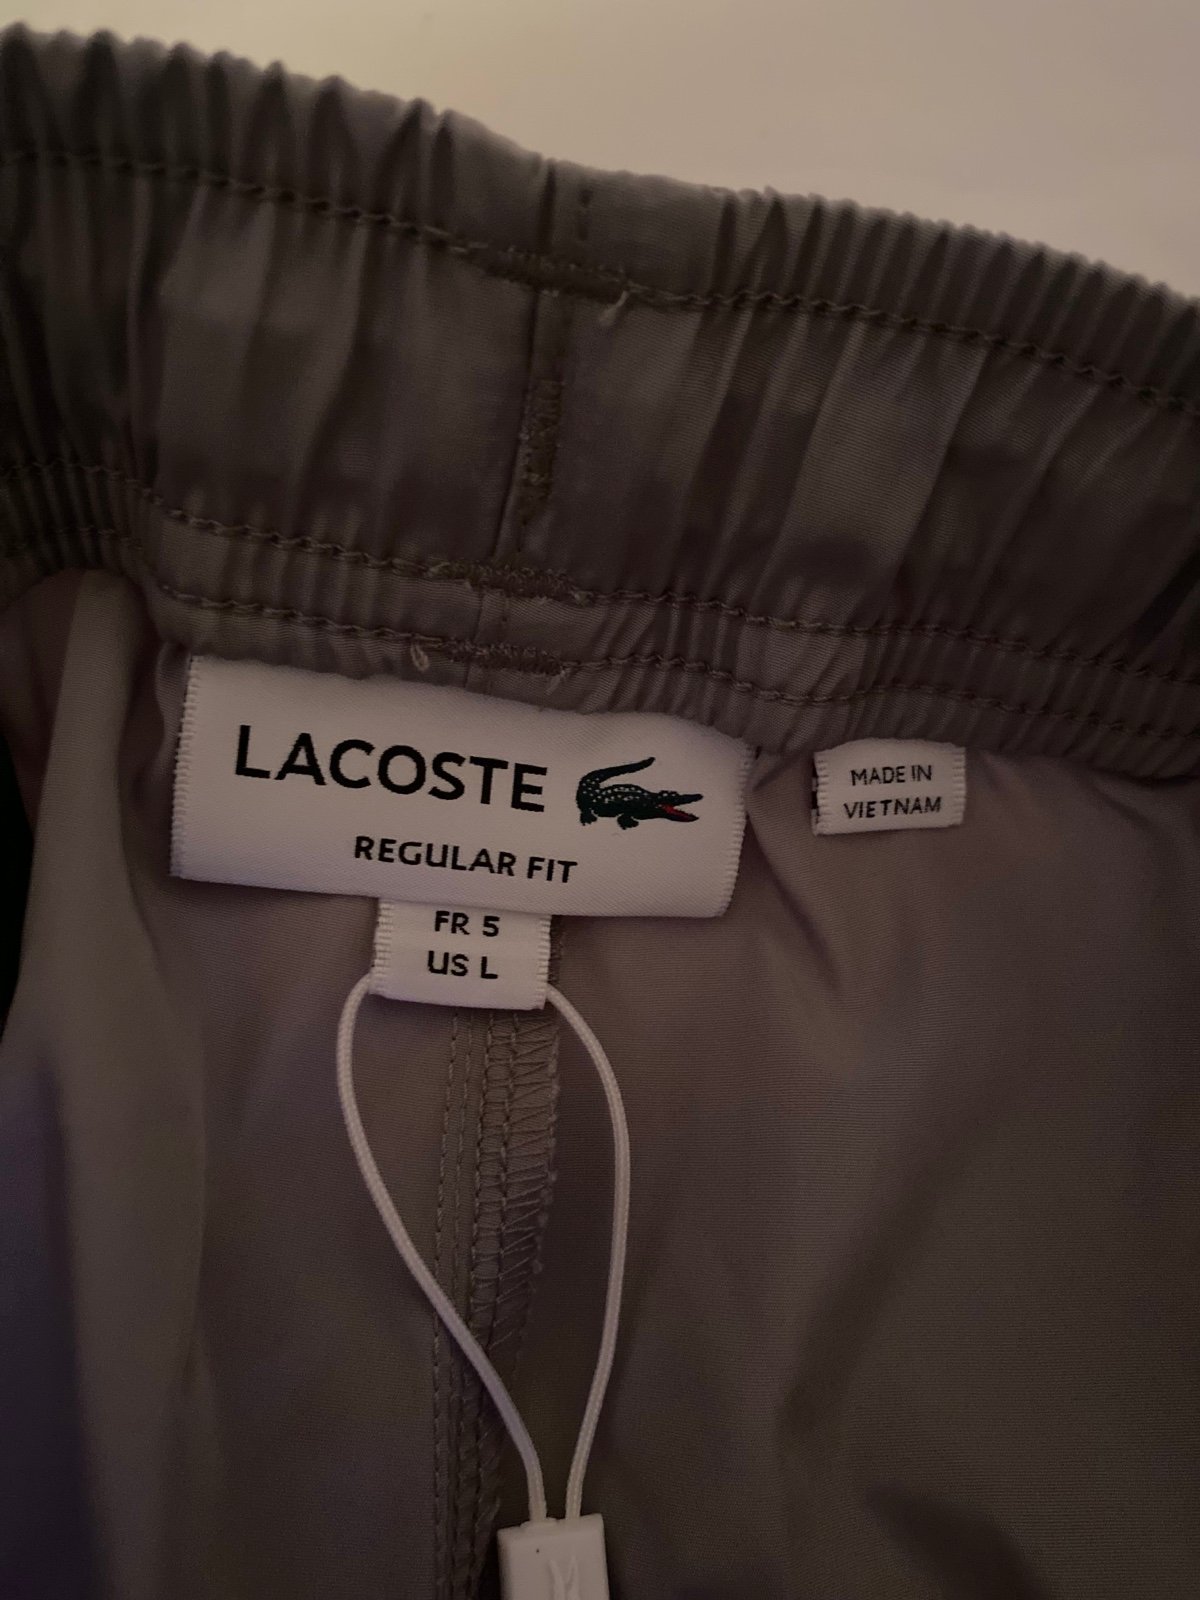 LACOSTE
REGULAR FIT
FR 5
US L
MADE IN
VIETNAM